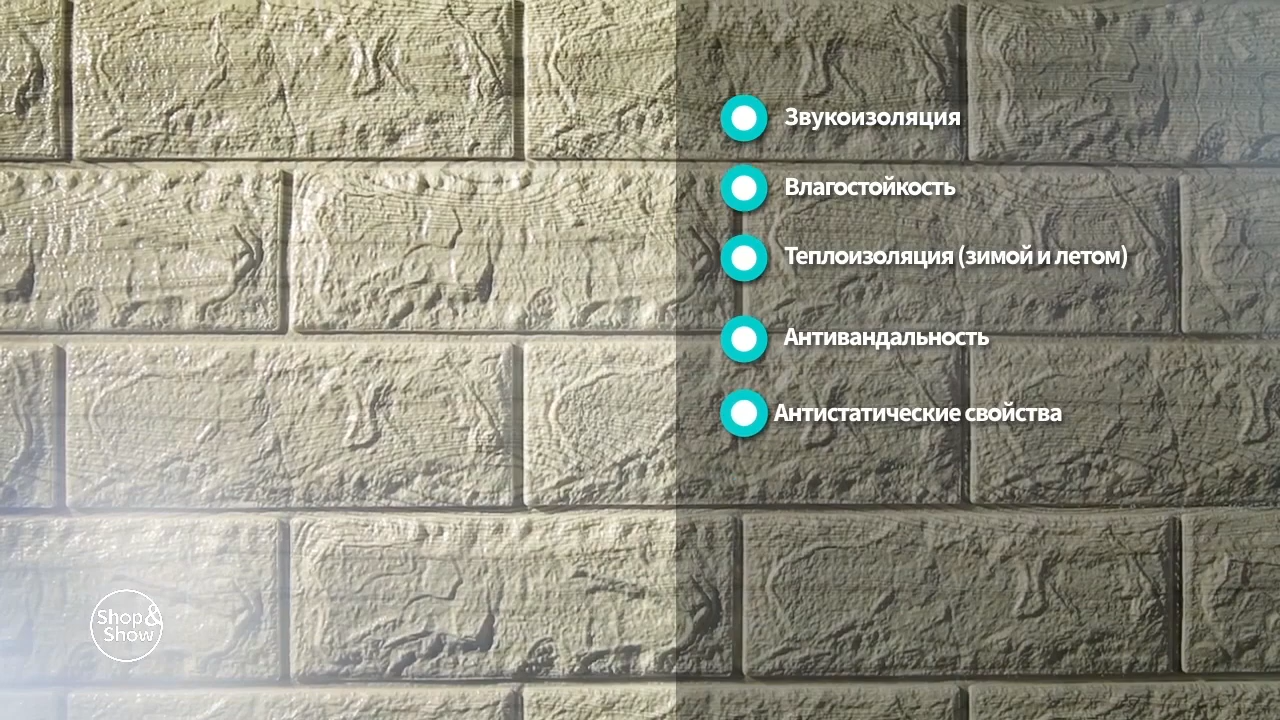 Звукоизоляция
Влагостойкость
Теплоизоляция (зимой и летом)
Антивандальность
Антистатические свойства
Shop&
Show